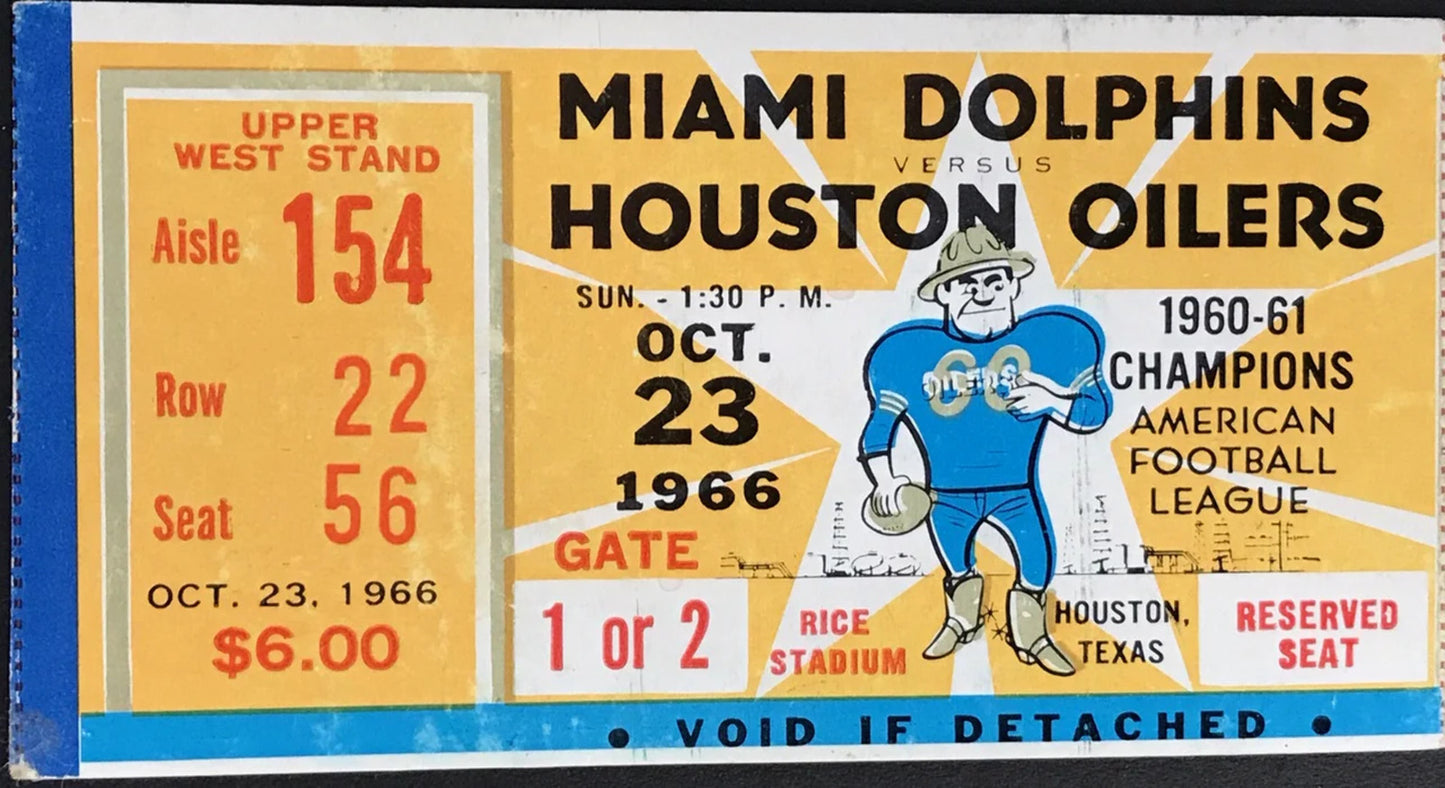 UPPER
WEST STAND
Aisle 154
Row 22
Seat 56
OCT. 23, 1966
$6.00
MIAMI DOLPHINS
VERSUS
HOUSTON OILERS
SUN. - 1:30 P. M.
OCT.
23
1966
GATE
1 or 2
RICE
STADIUM
60
OILERS
1960-61
CHAMPIONS
AMERICAN
FOOTBALL
LEAGUE
HOUSTON,
TEXAS
RESERVED
SEAT
• VOID IF DETACHED •